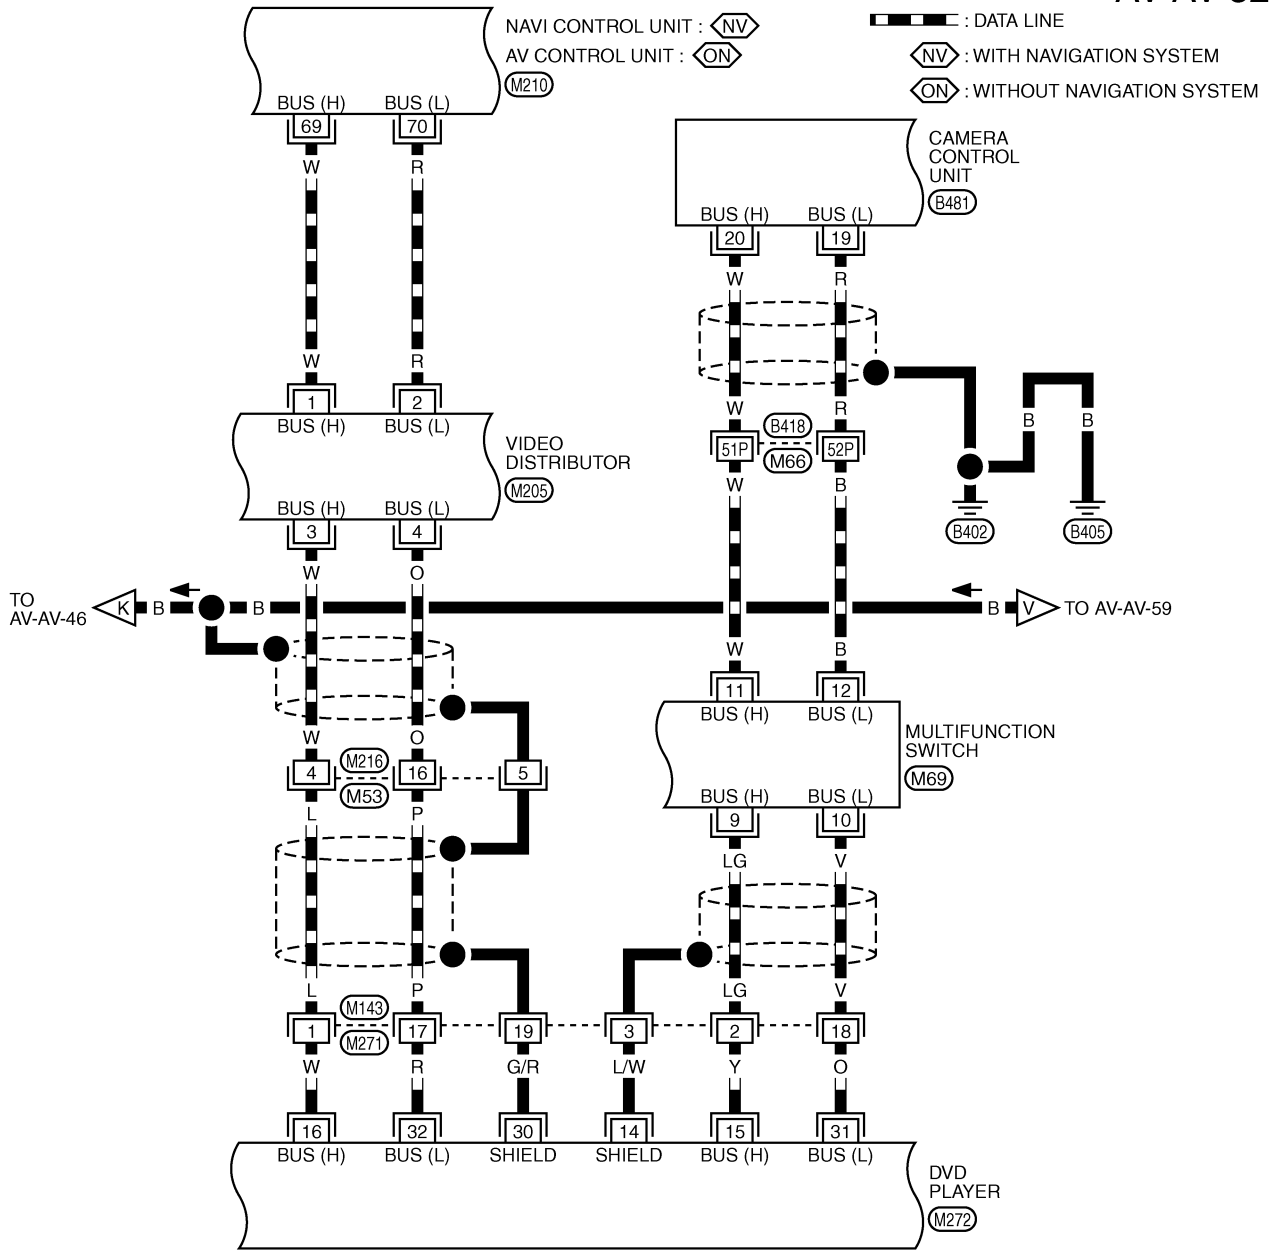 NAVI CONTROL UNIT : NV
AV CONTROL UNIT : ON
M210
: DATA LINE
NV : WITH NAVIGATION SYSTEM
ON : WITHOUT NAVIGATION SYSTEM
BUS (H) BUS (L)
69 70
W R
CAMERA
CONTROL
UNIT
B481
BUS (H) BUS (L)
20 19
W R
W R
1 2
BUS (H) BUS (L)
VIDEO
DISTRIBUTOR
M205
W R
B418
51P 52P
M66
W B
B B
B402 B405
BUS (H) BUS (L)
3 4
W O
TO
AV-AV-46
K B B
B V TO AV-AV-59
W B
11 12
BUS (H) BUS (L)
MULTIFUNCTION
SWITCH
M69
W O
M216
4 16 5
M53
L P
BUS (H) BUS (L)
9 10
LG V
L P LG V
M143
1 17 19 3 2 18
M271
W R G/R L/W Y O
16 32 30 14 15 31
BUS (H) BUS (L) SHIELD SHIELD BUS (H) BUS (L)
DVD
PLAYER
M272